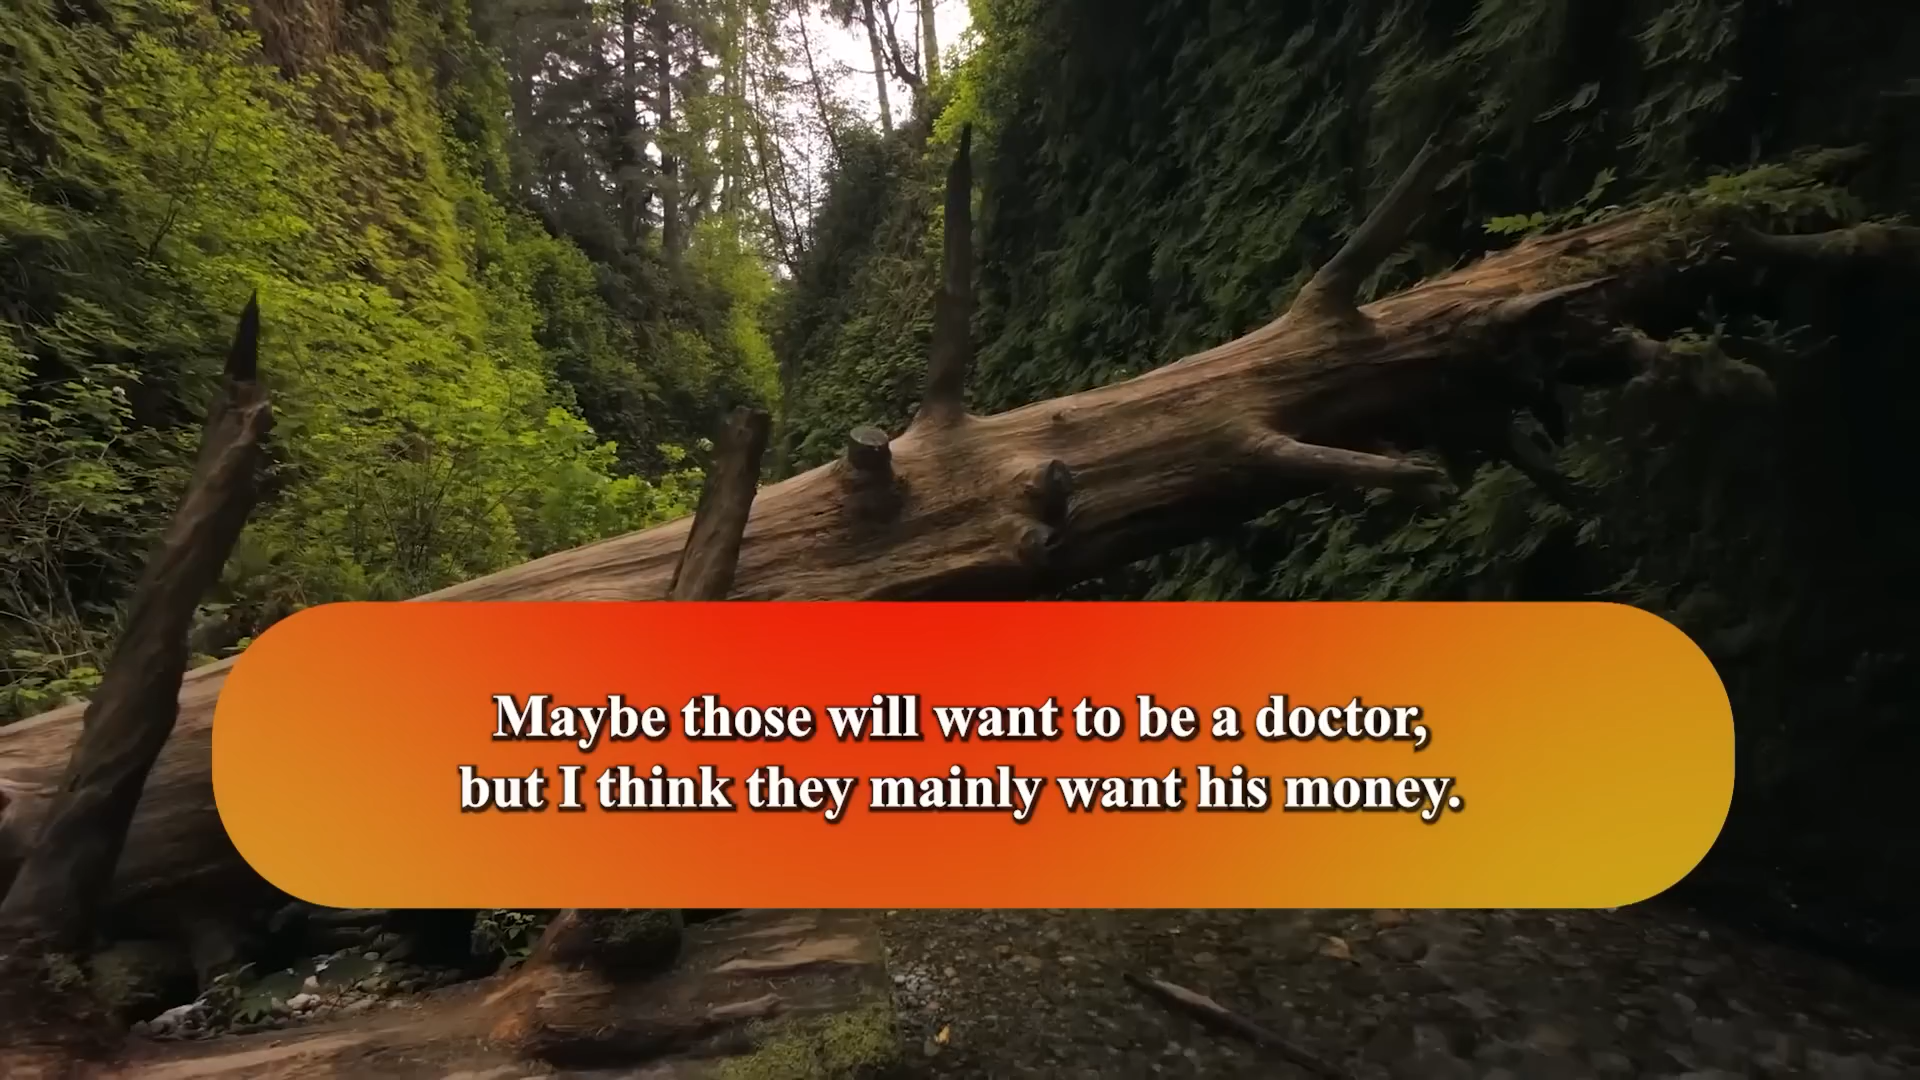 Maybe those will want to be a doctor,
but I think they mainly want his money.